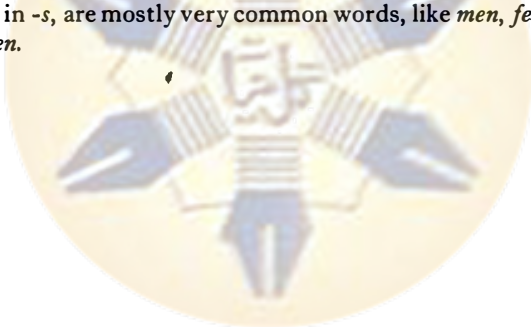 in -s, are mostly very common words, like men, fe
en.